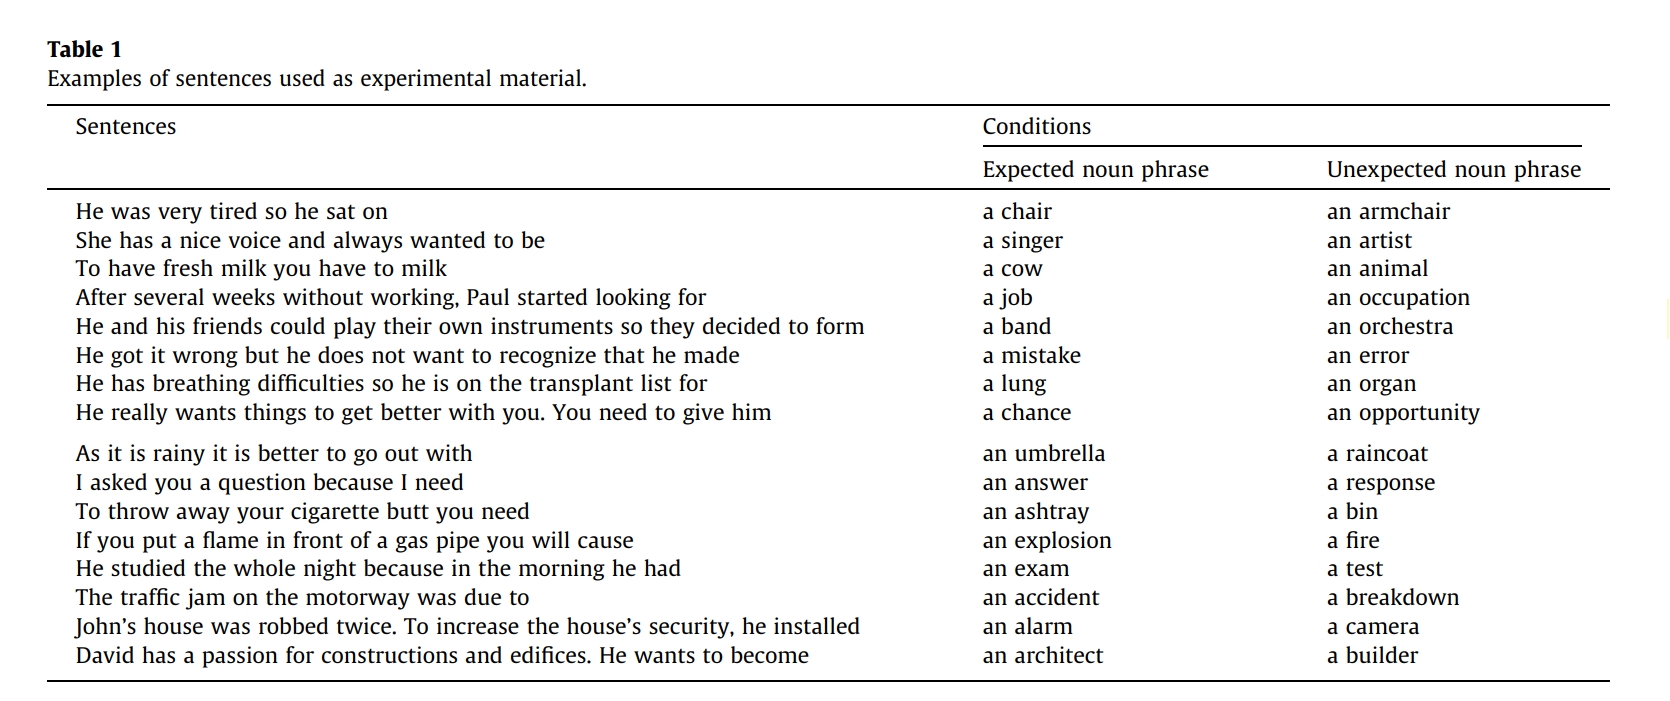 Table 1
Examples of sentences used as experimental material.
Sentences Conditions
Expected noun phrase Unexpected noun phrase
He was very tired so he sat on a chair an armchair
She has a nice voice and always wanted to be a singer an artist
To have fresh milk you have to milk a cow an animal
After several weeks without working, Paul started looking for a job an occupation
He and his friends could play their own instruments so they decided to form a band an orchestra
He got it wrong but he does not want to recognize that he made a mistake an error
He has breathing difficulties so he is on the transplant list for a lung an organ
He really wants things to get better with you. You need to give him a chance an opportunity
As it is rainy it is better to go out with an umbrella a raincoat
I asked you a question because I need an answer a response
To throw away your cigarette butt you need an ashtray a bin
If you put a flame in front of a gas pipe you will cause an explosion a fire
He studied the whole night because in the morning he had an exam a test
The traffic jam on the motorway was due to an accident a breakdown
John's house was robbed twice. To increase the house's security, he installed an alarm a camera
David has a passion for constructions and edifices. He wants to become an architect a builder